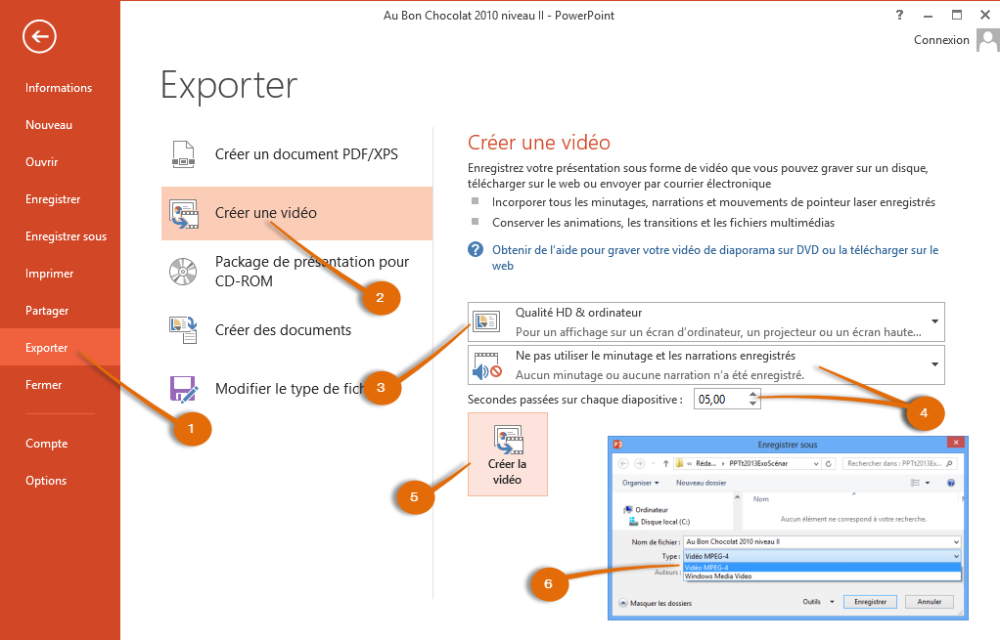 Au Bon Chocolat 2010 niveau II - PowerPoint
?
Connexion
Informations
Nouveau
Ouvrir
Enregistrer
Enregistrer sous
Imprimer
Partager
Exporter
Fermer
Compte
Options
1
Exporter
Créer un document PDF/XPS
Créer une vidéo
2
Package de présentation pour
CD-ROM
Créer des documents
Modifier le type de fich
3
Créer une vidéo
Enregistrez votre présentation sous forme de vidéo que vous pouvez graver sur un disque,
télécharger sur le web ou envoyer par courrier électronique
Incorporer tous les minutages, narrations et mouvements de pointeur laser enregistrés
Conserver les animations, les transitions et les fichiers multimédias
? Obtenir de l'aide pour graver votre vidéo de diaporama sur DVD ou la télécharger sur le
web
Qualité HD & ordinateur
Pour un affichage sur un écran d'ordinateur, un projecteur ou un écran haute...
Ne pas utiliser le minutage et les narrations enregistrés
Aucun minutage ou aucune narration n'a été enregistré.
Secondes passées sur chaque diapositive : 05,00
4
Créer la
vidéo
5
Enregistrer sous
« Réda... PPTt2013ExoScénar
Rechercher dans : PPTt2013Ex...
Organiser
Nouveau dossier
?
Nom
Ordinateur
Disque local (C:)
Aucun élément ne correspond à votre recherche.
Nom de fichier : Au Bon Chocolat 2010 niveau II
Type : Vidéo MPEG-4
Auteurs : Vidéo MPEG-4
Windows Media Video
6
Masquer les dossiers
Outils
Enregistrer
Annuler